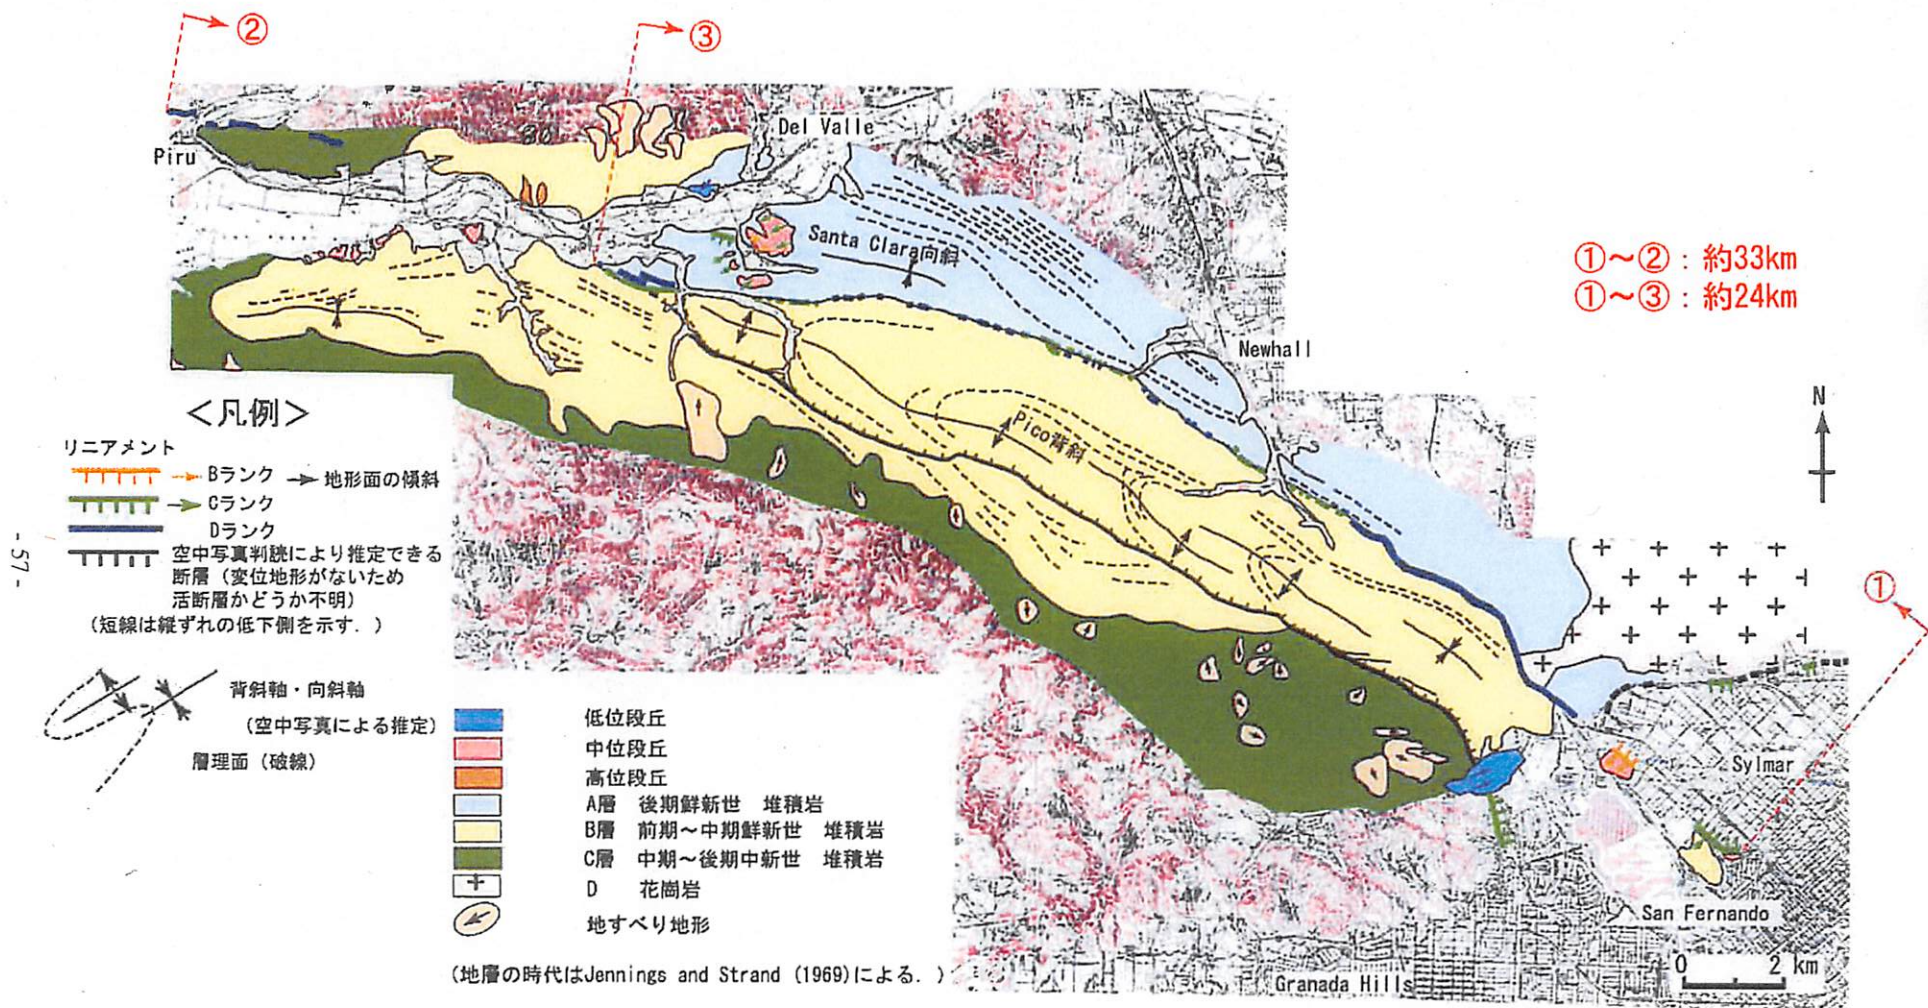 ②
③
Del Valle
Piru
Santa Clara向斜
①~②:約33km
①~③:約24km
Newhall
N
Pico背斜
①
<凡例>
リニアメント
Bランク
地形面の傾斜
Cランク
Dランク
空中写真判読により推定できる
断層(変位地形がないため
活断層かどうか不明)
(短線は縦ずれの低下側を示す.)
背斜軸・向斜軸
(空中写真による推定)
層理面(破線)
低位段丘
中位段丘
高位段丘
A層 後期鮮新世 堆積岩
B層 前期~中期鮮新世 堆積岩
C層 中期~後期中新世 堆積岩
D 花崗岩
地すべり地形
(地層の時代はJennings and Strand (1969)による.)
Sylmar
San Fernando
Granada Hills
0 2 km
- 57 -